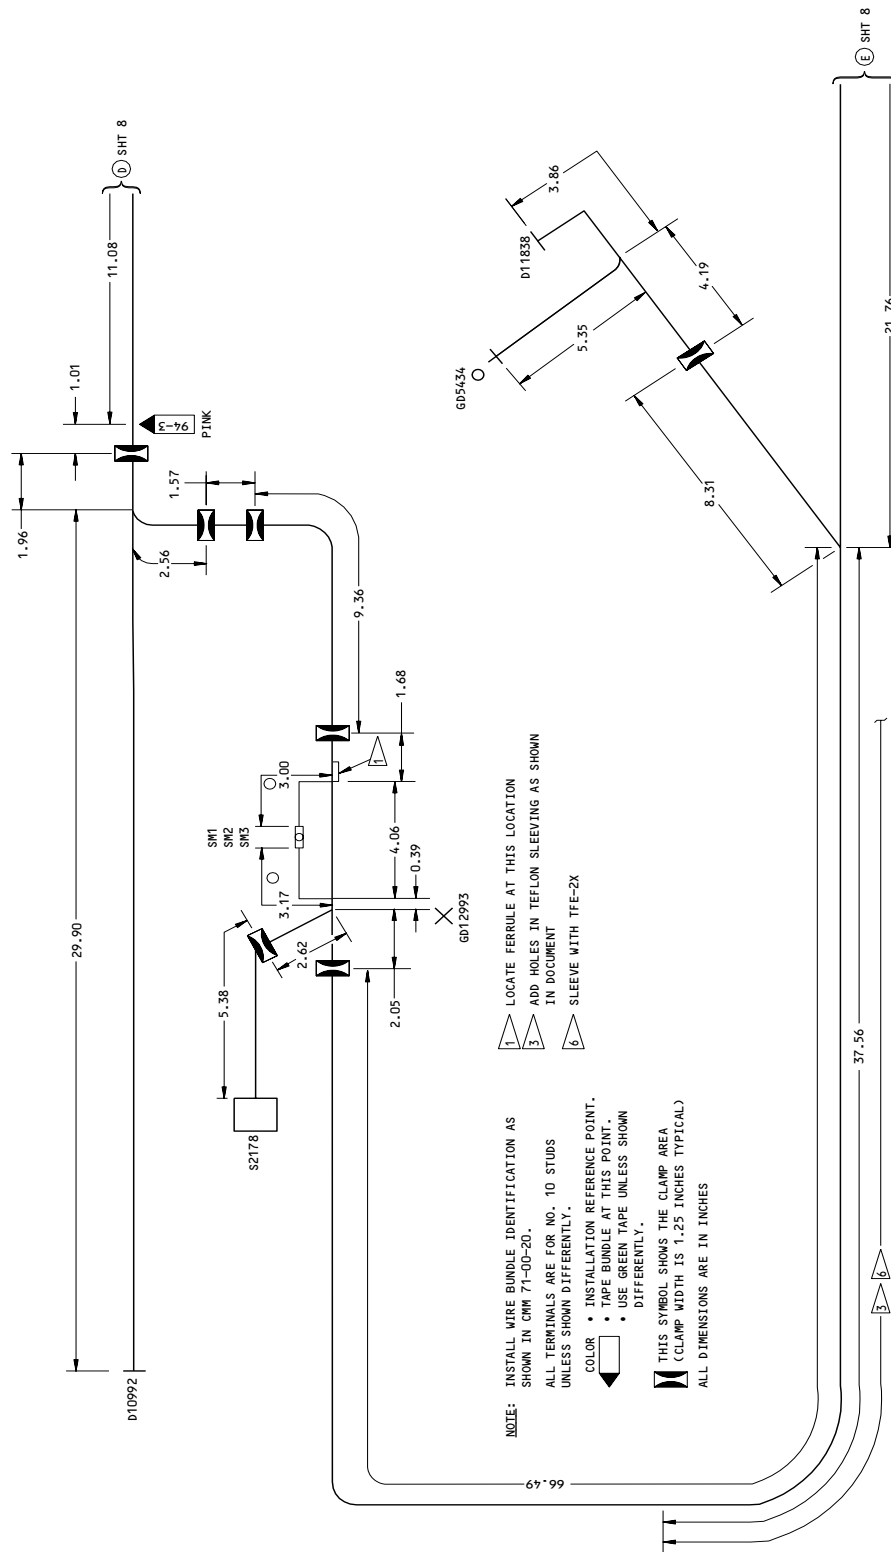 D10992
29.90
1.96
1.01
11.08
D SHT 8
94-3
PINK
2.56
1.57
9.36
S2178
5.38
2.62
3.17
SM1
SM2
SM3
3.00
1.68
1
4.06
0.39
2.05
GD12993
GD5434
D11838
3.86
5.35
4.19
8.31
E SHT 8
21.76
66.49
37.56
3
6
NOTE: INSTALL WIRE BUNDLE IDENTIFICATION AS
SHOWN IN CMM 71-00-20.
ALL TERMINALS ARE FOR NO. 10 STUDS
UNLESS SHOWN DIFFERENTLY.
COLOR • INSTALLATION REFERENCE POINT.
• TAPE BUNDLE AT THIS POINT.
• USE GREEN TAPE UNLESS SHOWN
DIFFERENTLY.
THIS SYMBOL SHOWS THE CLAMP AREA
(CLAMP WIDTH IS 1.25 INCHES TYPICAL)
ALL DIMENSIONS ARE IN INCHES
1 LOCATE FERRULE AT THIS LOCATION
3 ADD HOLES IN TEFLON SLEEVING AS SHOWN
IN DOCUMENT
6 SLEEVE WITH TFE-2X